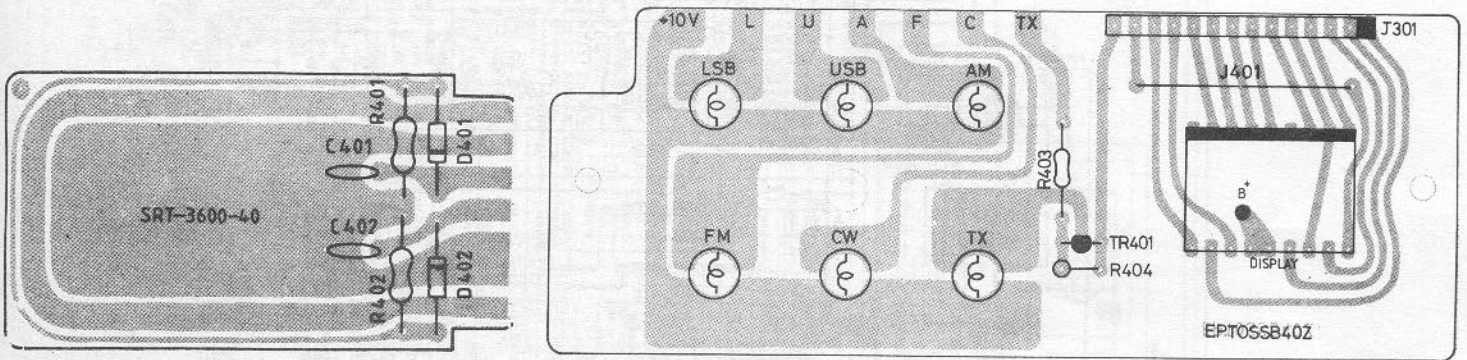 R401
D401
C401
SRT-3600-40
C402
R402
D402
+10V L U A F C TX
J301
LSB USB AM
J401
R403
B+
FM CW TX
TR401
R404
DISPLAY
EPTOSSB402